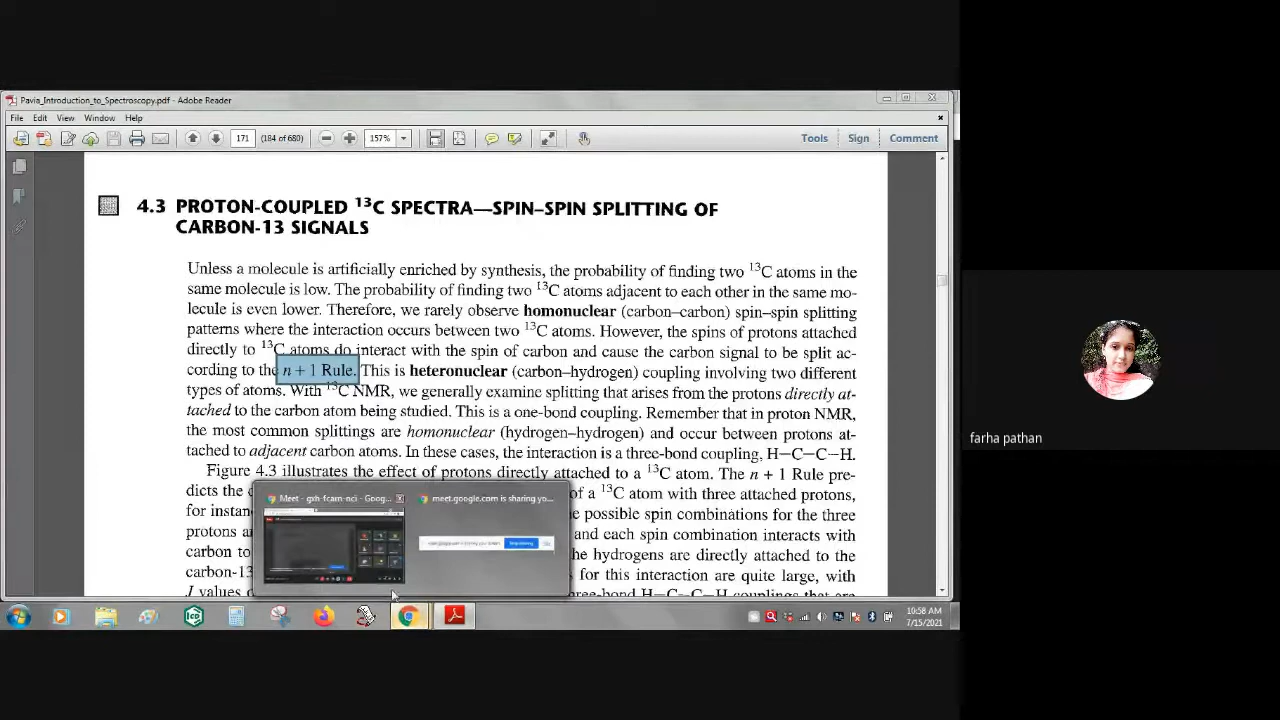 Pavia_Introduction_to_Spectroscopy.pdf - Adobe Reader
File Edit View Window Help
171 (184 of 680) 157% Tools Sign Comment
4.3 PROTON-COUPLED ¹³C SPECTRA—SPIN–SPIN SPLITTING OF
CARBON-13 SIGNALS
Unless a molecule is artificially enriched by synthesis, the probability of finding two ¹³C atoms in the
same molecule is low. The probability of finding two ¹³C atoms adjacent to each other in the same mo-
lecule is even lower. Therefore, we rarely observe homonuclear (carbon–carbon) spin–spin splitting
patterns where the interaction occurs between two ¹³C atoms. However, the spins of protons attached
directly to ¹³C atoms do interact with the spin of carbon and cause the carbon signal to be split ac-
cording to the n + 1 Rule. This is heteronuclear (carbon–hydrogen) coupling involving two different
types of atoms. With ¹³C NMR, we generally examine splitting that arises from the protons directly at-
tached to the carbon atom being studied. This is a one-bond coupling. Remember that in proton NMR,
the most common splittings are homonuclear (hydrogen–hydrogen) and occur between protons at-
tached to adjacent carbon atoms. In these cases, the interaction is a three-bond coupling, H—C—C—H.
Figure 4.3 illustrates the effect of protons directly attached to a ¹³C atom. The n + 1 Rule pre-
dicts the of a ¹³C atom with three attached protons,
for instan possible spin combinations for the three
protons a and each spin combination interacts with
carbon to he hydrogens are directly attached to the
carbon-13 for this interaction are quite large, with
J values ree-bond H—C—C—H couplings that are
Meet - gxh-fcam-nci - Goog...
meet.google.com is sharing yo...
farha pathan
10:58 AM
7/15/2021